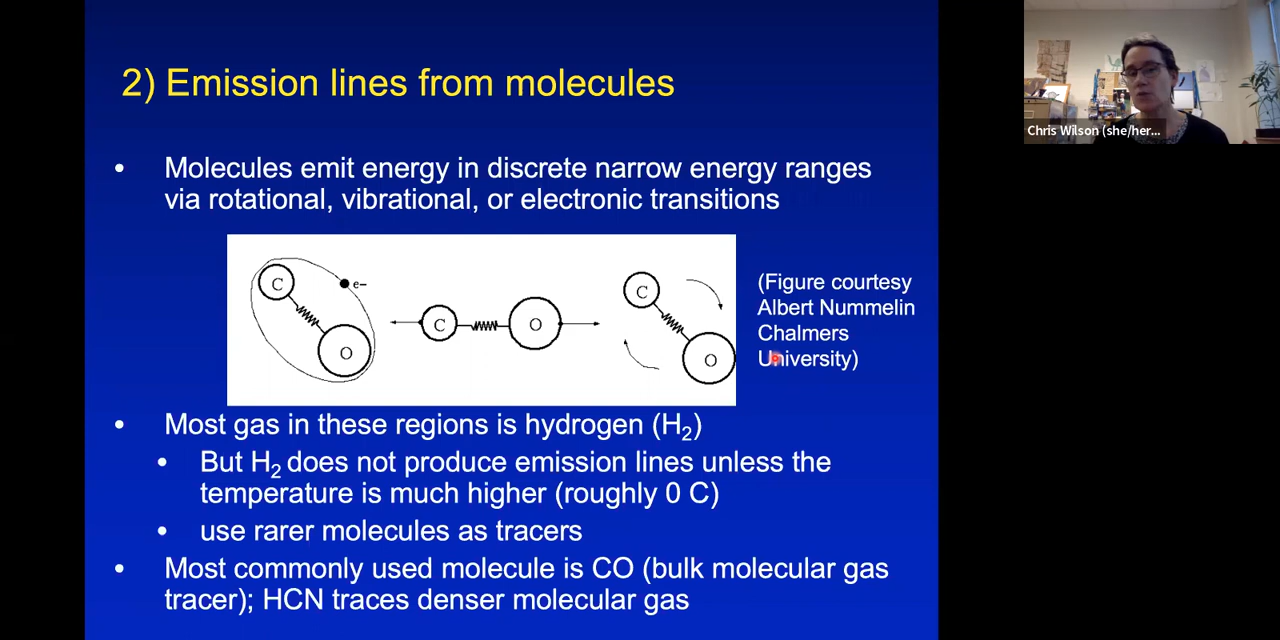 2) Emission lines from molecules
Chris Wilson (she/her...
• Molecules emit energy in discrete narrow energy ranges
via rotational, vibrational, or electronic transitions
C
e−
O
C
O
C
O
(Figure courtesy
Albert Nummelin
Chalmers
University)
• Most gas in these regions is hydrogen (H₂)
• But H₂ does not produce emission lines unless the
temperature is much higher (roughly 0 C)
• use rarer molecules as tracers
• Most commonly used molecule is CO (bulk molecular gas
tracer); HCN traces denser molecular gas